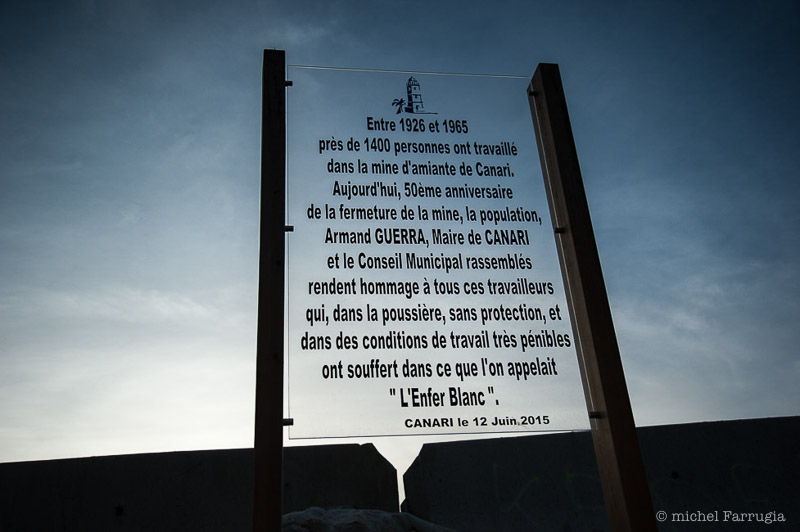 Entre 1926 et 1965
près de 1400 personnes ont travaillé
dans la mine d'amiante de Canari.
Aujourd'hui, 50ème anniversaire
de la fermeture de la mine, la population,
Armand GUERRA, Maire de CANARI
et le Conseil Municipal rassemblés
rendent hommage à tous ces travailleurs
qui, dans la poussière, sans protection, et
dans des conditions de travail très pénibles
ont souffert dans ce que l'on appelait
" L'Enfer Blanc ".
CANARI le 12 Juin 2015
© michel Farrugia